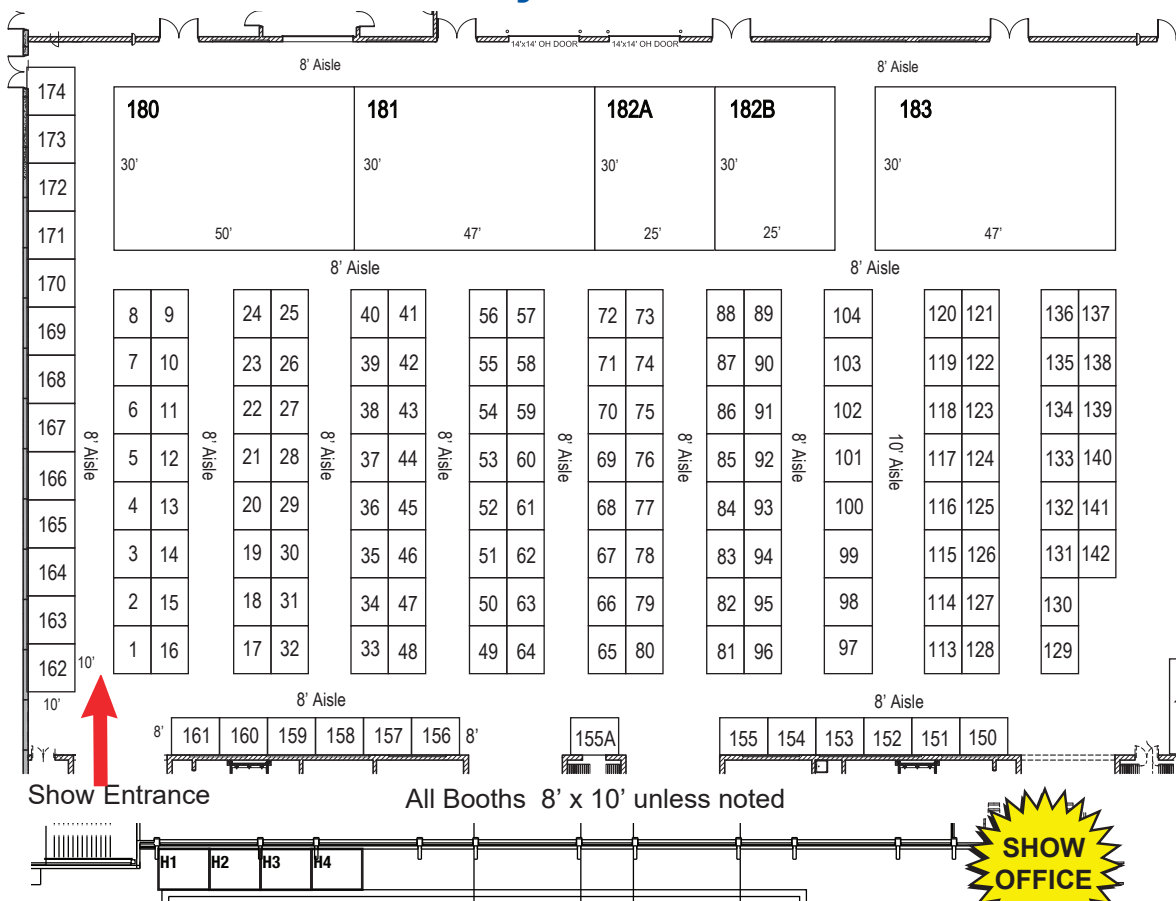 14'x14' OH DOOR 14'x14' OH DOOR
8' Aisle 8' Aisle
174
180 181 182A 182B 183
173
30' 30' 30' 30' 30'
172
171
50' 47' 25' 25' 47'
8' Aisle 8' Aisle
170
8 9 24 25 40 41 56 57 72 73 88 89 104 120 121 136 137
169
7 10 23 26 39 42 55 58 71 74 87 90 103 119 122 135 138
168
6 11 22 27 38 43 54 59 70 75 86 91 102 118 123 134 139
167
8' Aisle 8' Aisle 8' Aisle 8' Aisle 8' Aisle 8' Aisle 8' Aisle 10' Aisle
5 12 21 28 37 44 53 60 69 76 85 92 101 117 124 133 140
166
4 13 20 29 36 45 52 61 68 77 84 93 100 116 125 132 141
165
3 14 19 30 35 46 51 62 67 78 83 94 99 115 126 131 142
164
2 15 18 31 34 47 50 63 66 79 82 95 98 114 127 130
163
1 16 17 32 33 48 49 64 65 80 81 96 97 113 128 129
162 10'
10'
8' Aisle 8' Aisle
8' 161 160 159 158 157 156 8' 155A 155 154 153 152 151 150
Show Entrance
All Booths 8' x 10' unless noted
H1 H2 H3 H4
SHOW
OFFICE